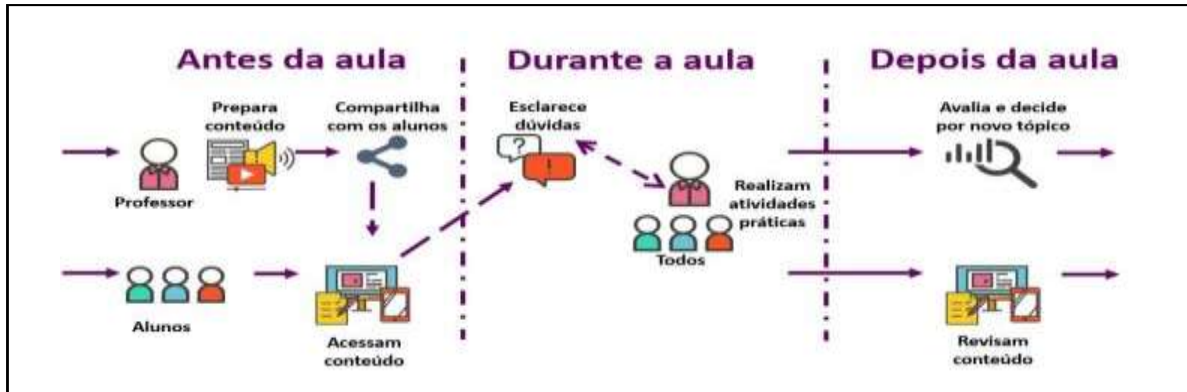 Antes da aula
Durante a aula
Depois da aula
Prepara
conteúdo
Compartilha
com os alunos
Professor
Alunos
Acessam
conteúdo
Esclarece
dúvidas
Realizam
atividades
práticas
Todos
Avalia e decide
por novo tópico
Revisam
conteúdo